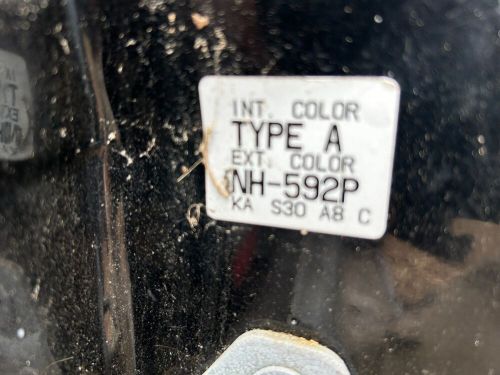 INT. COLOR
TYPE A
EXT. COLOR
NH-592P
KA S30 A8 C